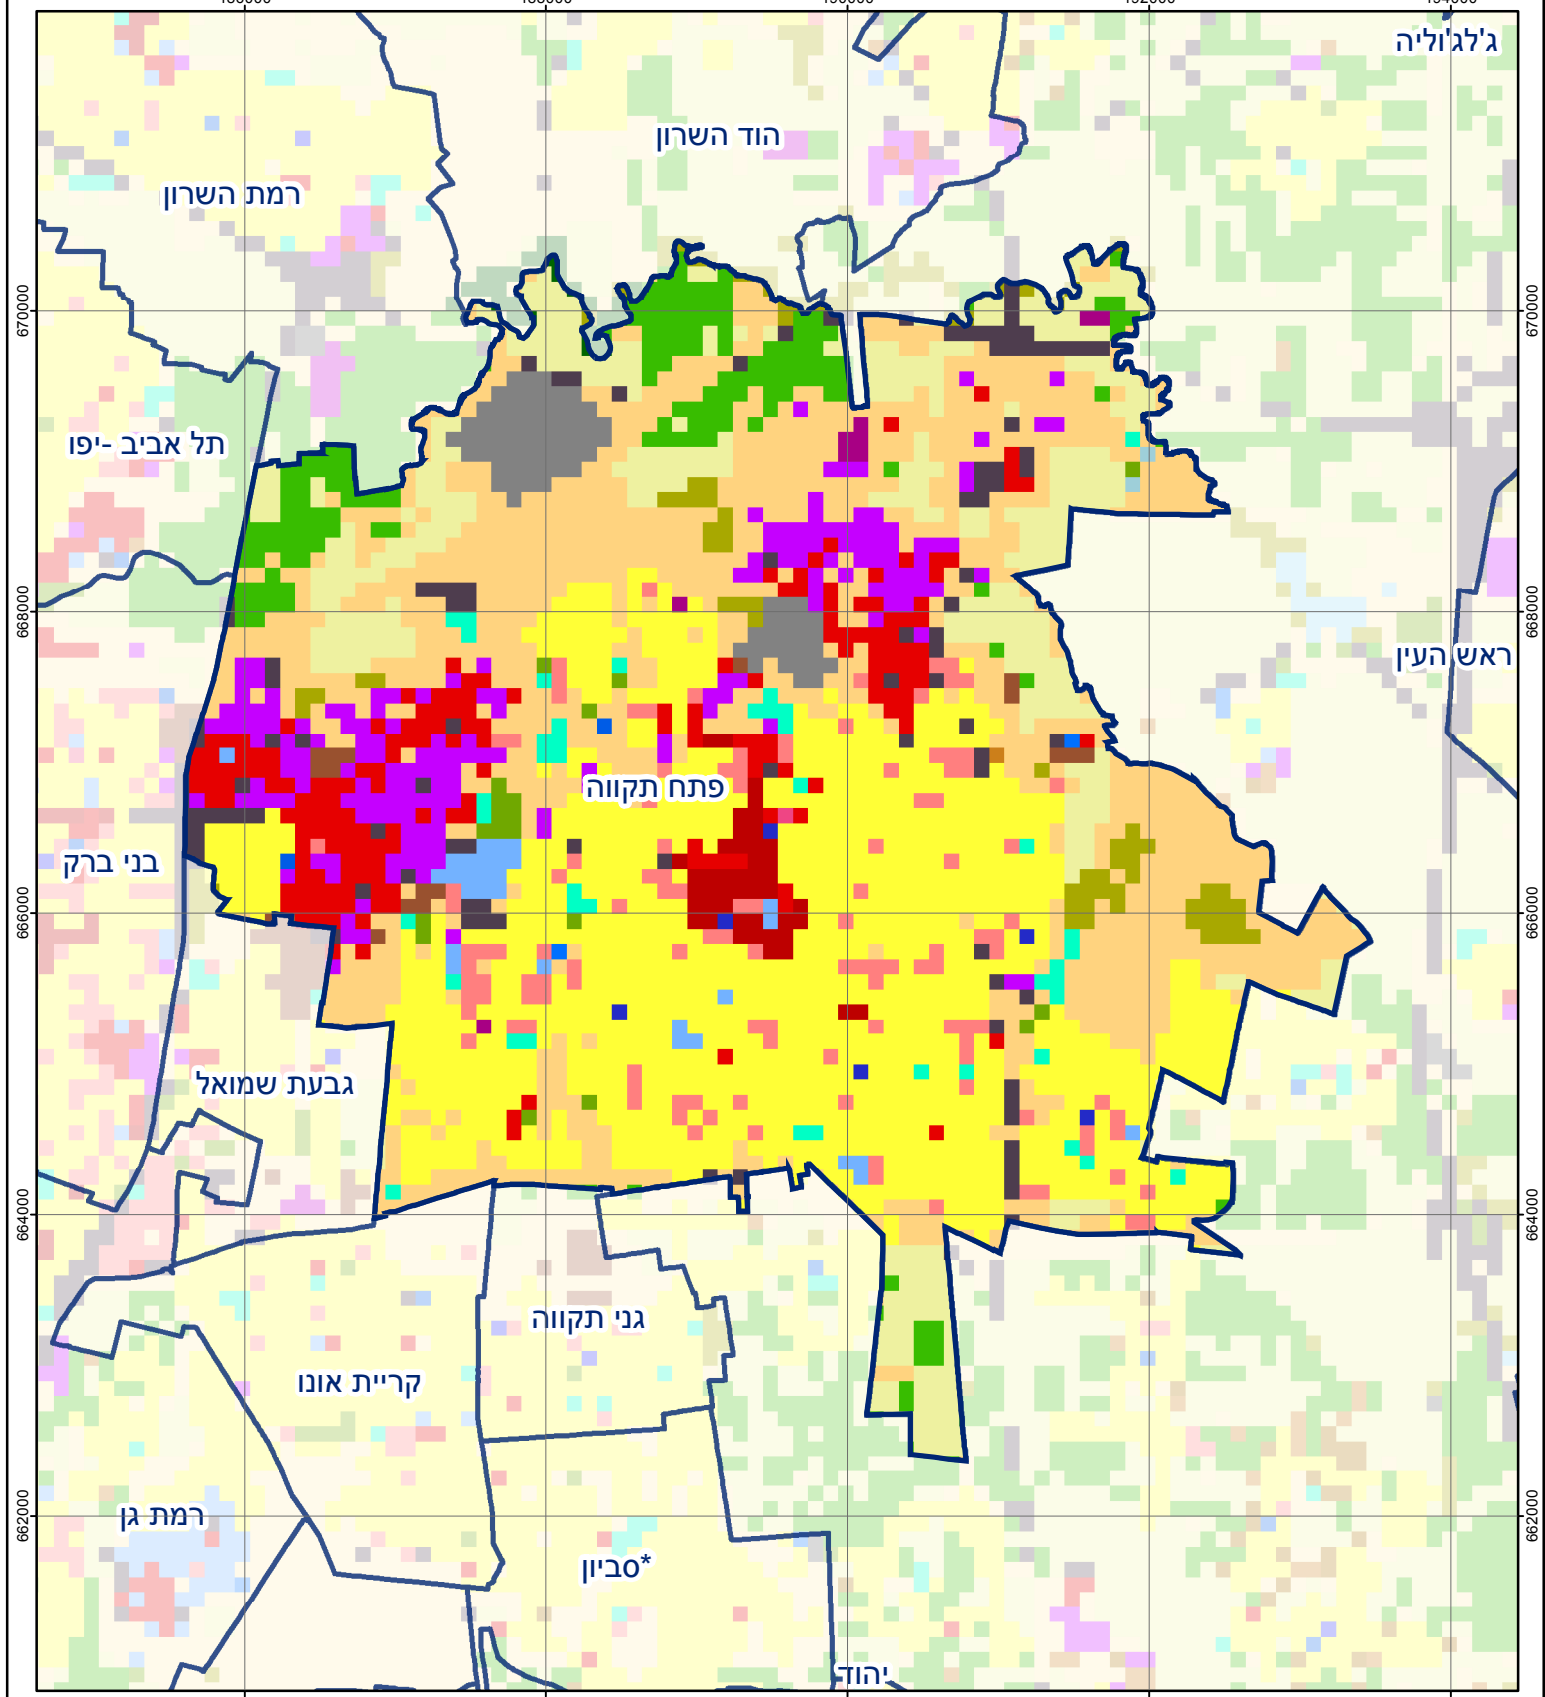 ג'לג'וליה
הוד השרון
רמת השרון
670000
670000
תל אביב -יפו
668000
668000
ראש העין
פתח תקווה
בני ברק
666000
666000
גבעת שמואל
664000
664000
גני תקווה
קריית אונו
רמת גן
662000
662000
סביון*
יהוד